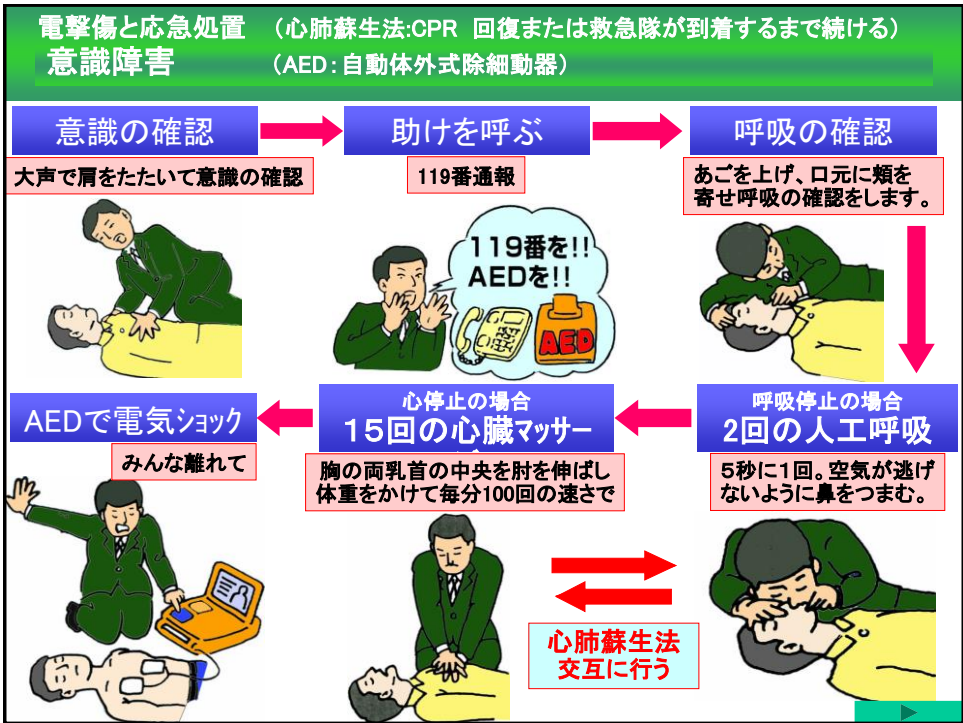 電撃傷と応急処置 （心肺蘇生法:CPR 回復または救急隊が到着するまで続ける）
意識障害 （AED：自動体外式除細動器）
意識の確認
助けを呼ぶ
呼吸の確認
大声で肩をたたいて意識の確認
119番通報
あごを上げ、口元に頬を
寄せ呼吸の確認をします。
119番を!!
AEDを!!
AED
AEDで電気ショック
心停止の場合
15回の心臓マッサー
呼吸停止の場合
2回の人工呼吸
みんな離れて
胸の両乳首の中央を肘を伸ばし
体重をかけて毎分100回の速さで
５秒に１回。空気が逃げ
ないように鼻をつまむ。
心肺蘇生法
交互に行う